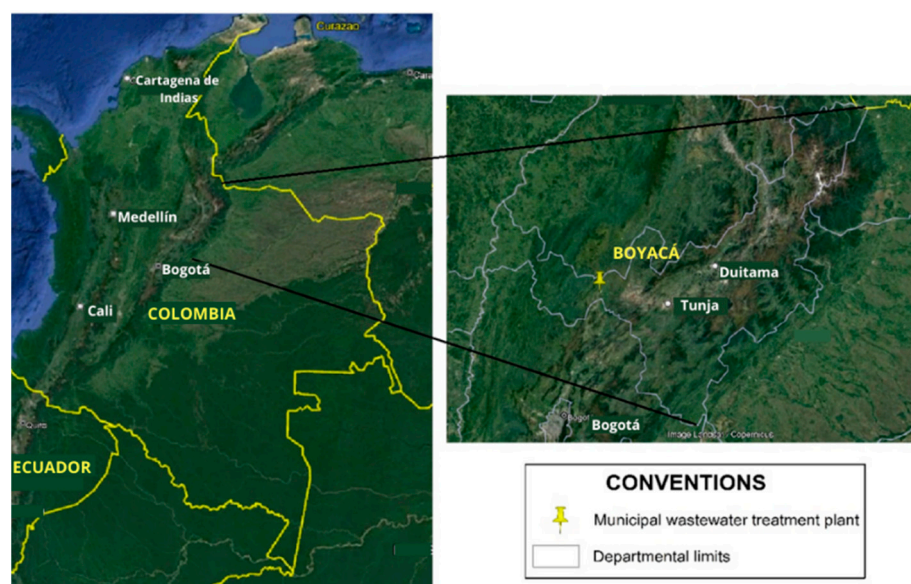 Curazao
Cartagena de
Indias
Medellín
Bogotá
Cali
COLOMBIA
Quito
ECUADOR
BOYACÁ
Duitama
Tunja
Bogotá
Image Landsat / Copernicus
CONVENTIONS
Municipal wastewater treatment plant
Departmental limits